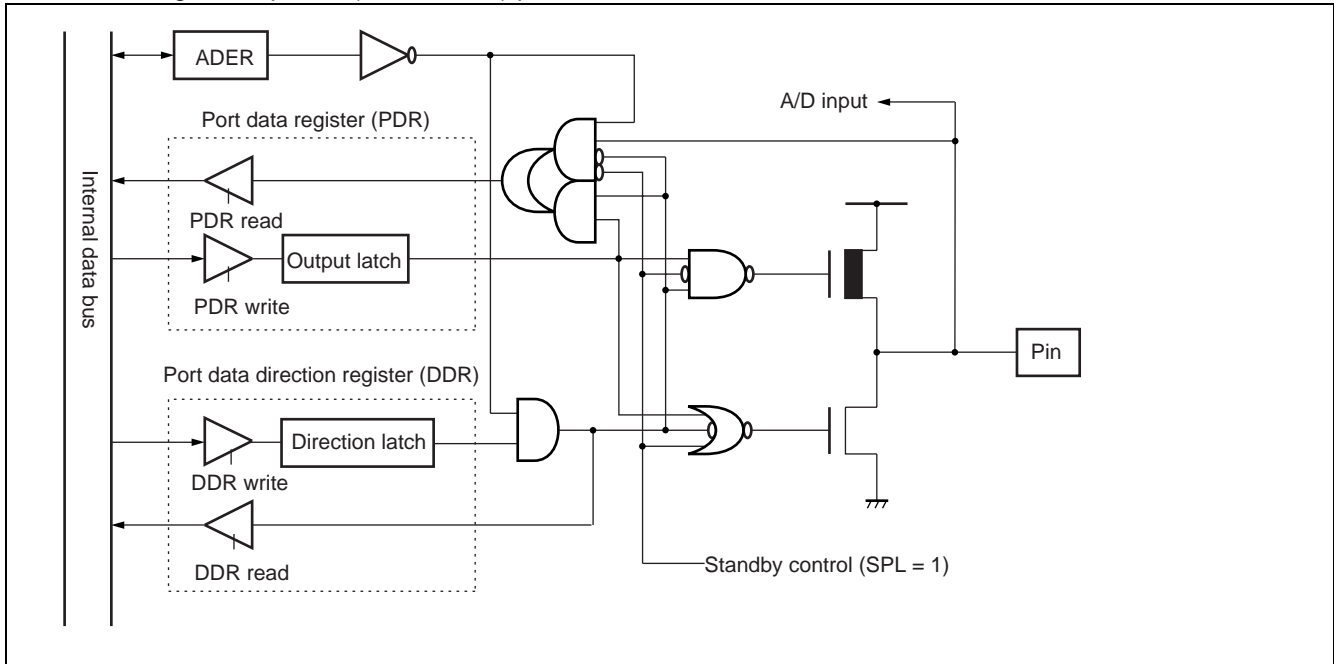 ADER
A/D input
Port data register (PDR)
Internal data bus
PDR read
Output latch
PDR write
Pin
Port data direction register (DDR)
Direction latch
DDR write
DDR read
Standby control (SPL = 1)